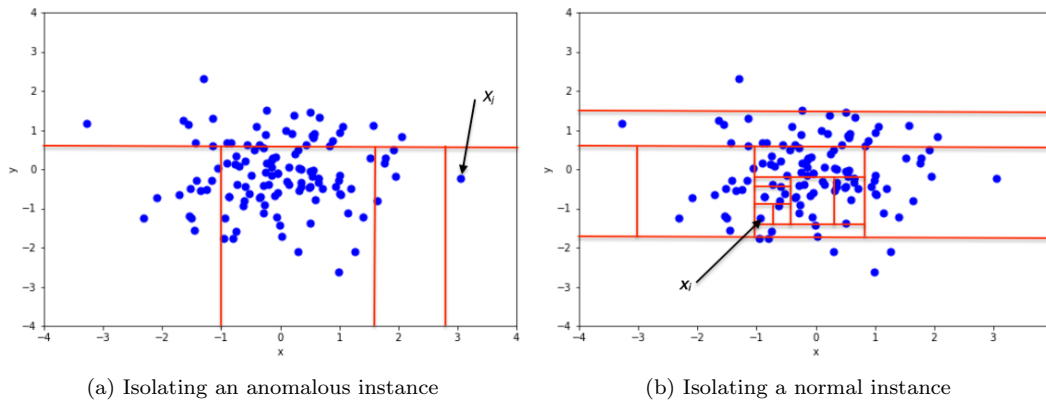 4
3
2
1
0
−1
−2
−3
−4
y
−4 −3 −2 −1 0 1 2 3 4
x
Xj
(a) Isolating an anomalous instance
4
3
2
1
0
−1
−2
−3
−4
y
−4 −3 −2 −1 0 1 2 3
x
xi
(b) Isolating a normal instance